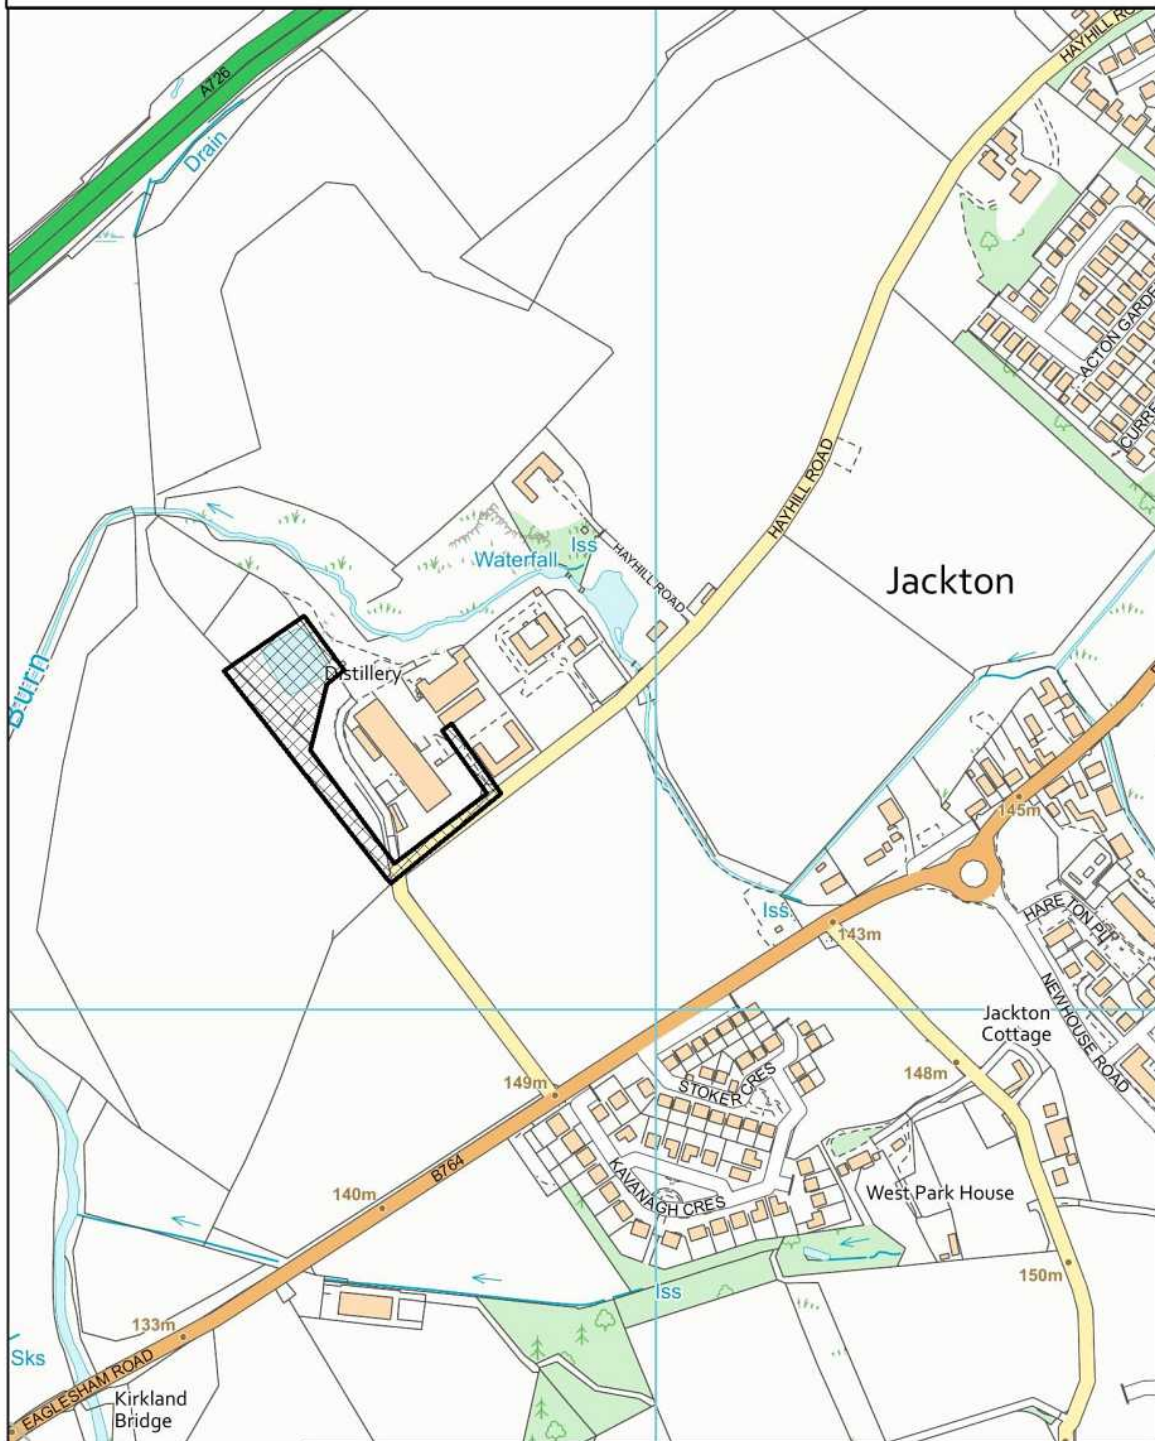 HAYHILL
A726
Drain
ACTON GARDE
CURRE
HAYHILL ROAD
Waterfall
Iss
HAYHILL ROAD
Jackton
Burn
Distillery
145m
Iss
143m
HARETON PL
NEWHOUSE ROAD
Jackton
Cottage
149m
STOKER CRES
148m
B764
KAVANAGH CRES
140m
West Park House
150m
Iss
133m
Sks
EAGLESHAM ROAD
Kirkland
Bridge